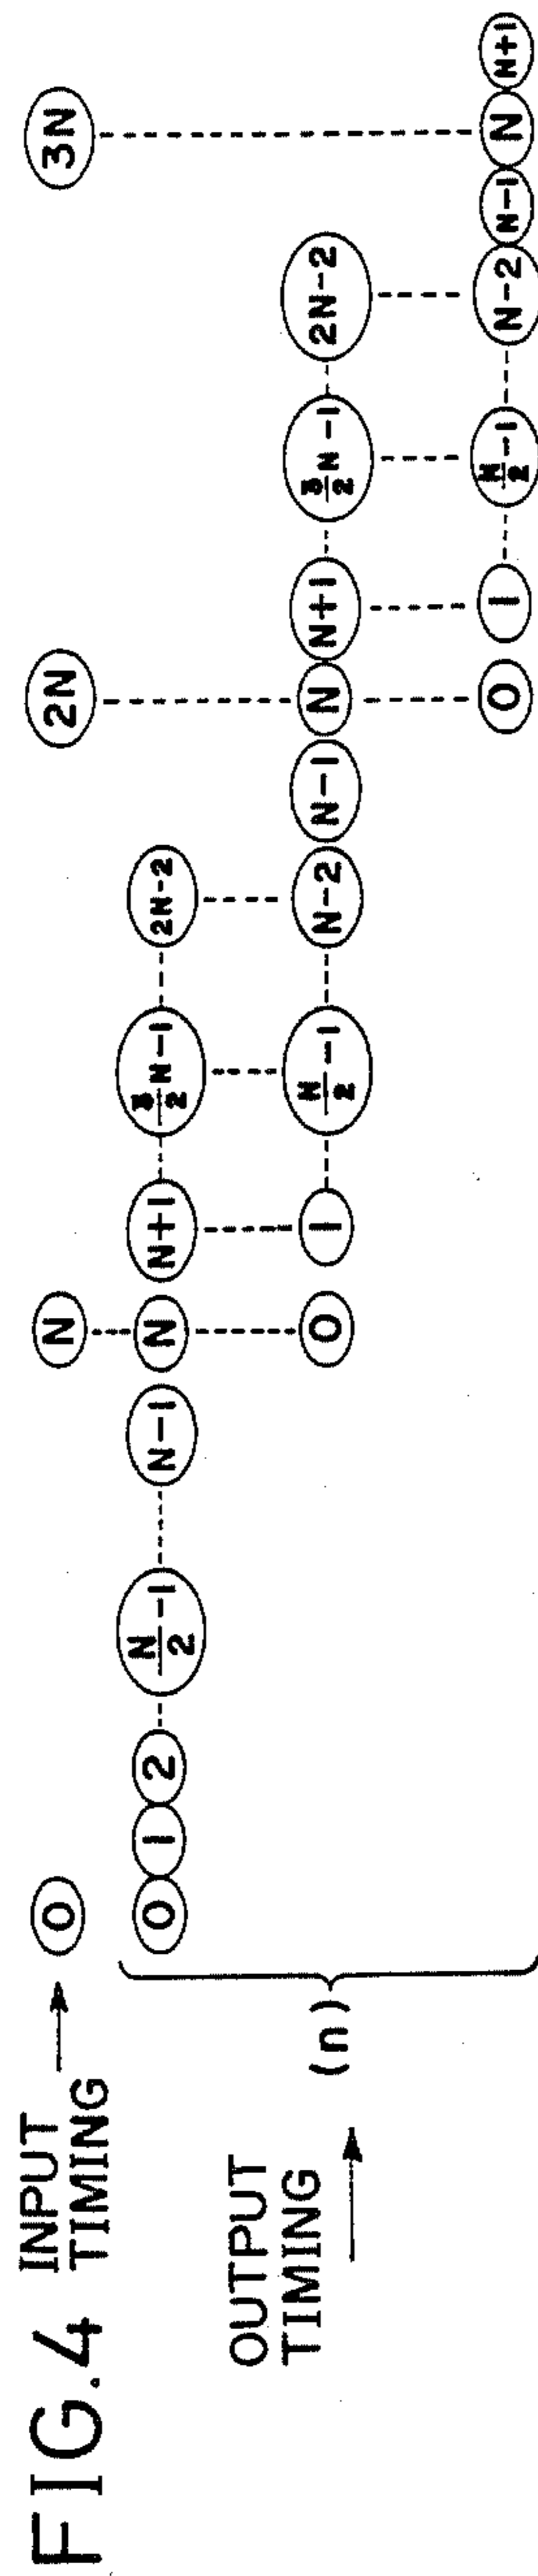 FIG.4
INPUT
TIMING
0 N 2N 3N
OUTPUT
TIMING
(n)
0 1 2 N/2-1 N-1 N N+1 3/2N-1 2N-2
0 1 N/2-1 N-2 N-1 N N+1 3/2N-1 2N-2
0 1 N/2-1 N-2 N-1 N N+1